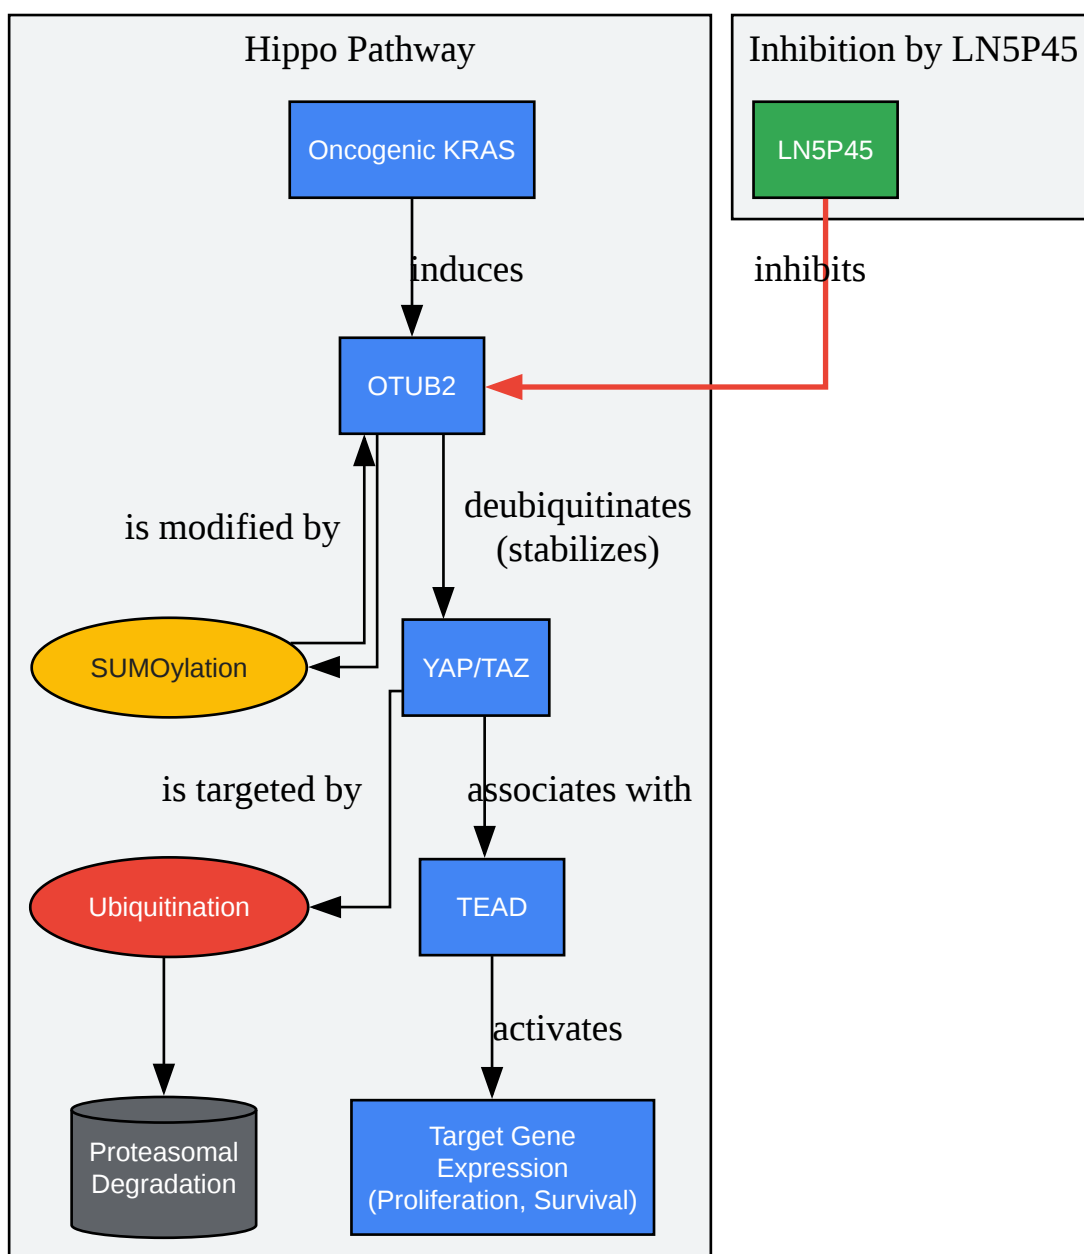 Hippo Pathway
Inhibition by LN5P45
Oncogenic KRAS
LN5P45
induces
inhibits
OTUB2
is modified by
deubiquitinates
(stabilizes)
SUMOylation
YAP/TAZ
is targeted by
associates with
Ubiquitination
TEAD
activates
Proteasomal
Degradation
Target Gene
Expression
(Proliferation, Survival)